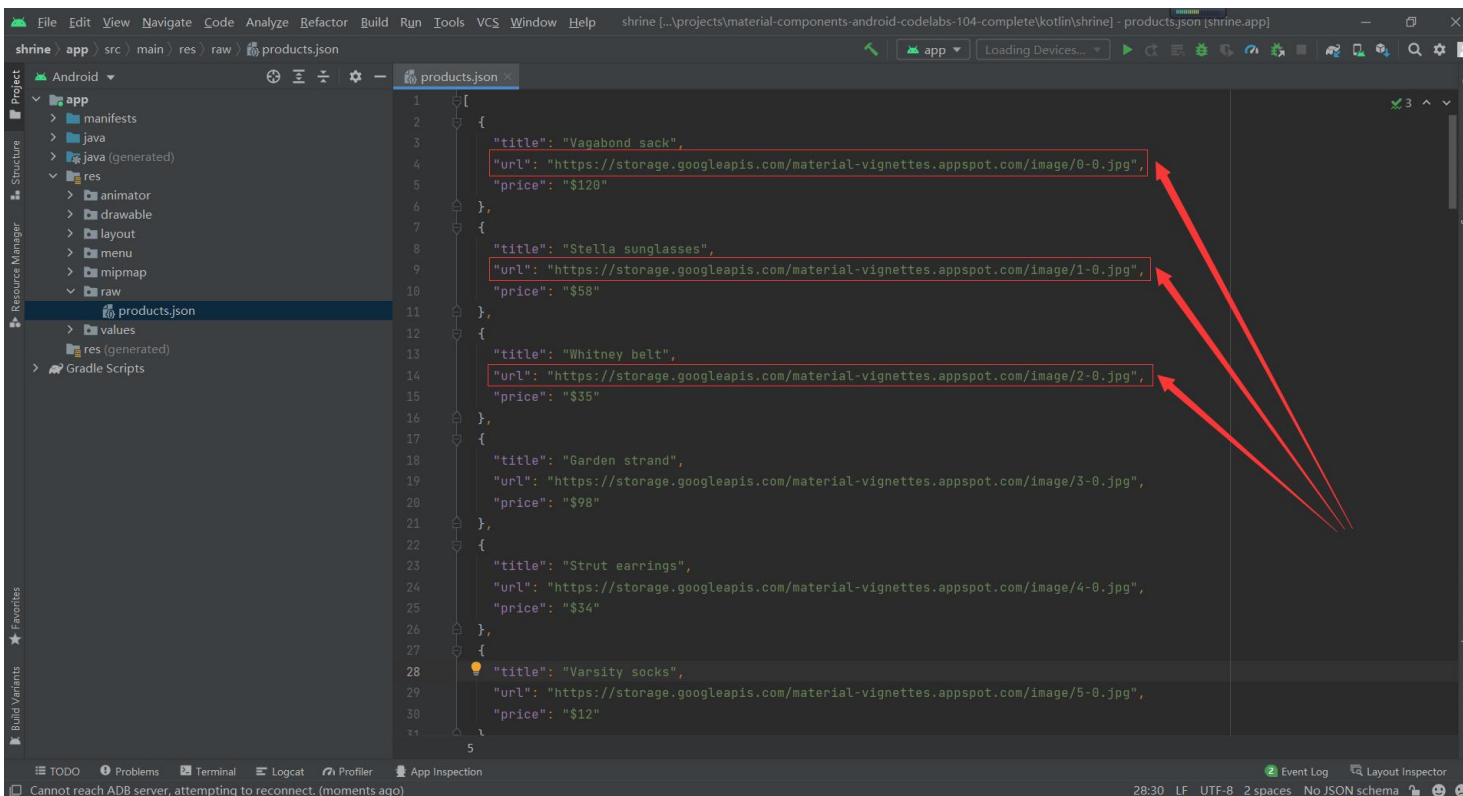 File Edit View Navigate Code Analyze Refactor Build Run Tools VCS Window Help shrine [...\projects\material-components-android-codelabs-104-complete\kotlin\shrine] - products.json [shrine.app]
shrine app src main res raw products.json app Loading Devices...
Project Android products.json
app
manifests
java
java (generated)
res
animator
drawable
layout
menu
mipmap
raw
products.json
values
res (generated)
Gradle Scripts
Structure
Resource Manager
Favorites
Build Variants
3
1 [
2 {
3 "title": "Vagabond sack",
4 "url": "https://storage.googleapis.com/material-vignettes.appspot.com/image/0-0.jpg",
5 "price": "$120"
6 },
7 {
8 "title": "Stella sunglasses",
9 "url": "https://storage.googleapis.com/material-vignettes.appspot.com/image/1-0.jpg",
10 "price": "$58"
11 },
12 {
13 "title": "Whitney belt",
14 "url": "https://storage.googleapis.com/material-vignettes.appspot.com/image/2-0.jpg",
15 "price": "$35"
16 },
17 {
18 "title": "Garden strand",
19 "url": "https://storage.googleapis.com/material-vignettes.appspot.com/image/3-0.jpg",
20 "price": "$98"
21 },
22 {
23 "title": "Strut earrings",
24 "url": "https://storage.googleapis.com/material-vignettes.appspot.com/image/4-0.jpg",
25 "price": "$34"
26 },
27 {
28 "title": "Varsity socks",
29 "url": "https://storage.googleapis.com/material-vignettes.appspot.com/image/5-0.jpg",
30 "price": "$12"
31 }
5
TODO Problems Terminal Logcat Profiler App Inspection 2 Event Log Layout Inspector
Cannot reach ADB server, attempting to reconnect. (moments ago) 28:30 LF UTF-8 2 spaces No JSON schema